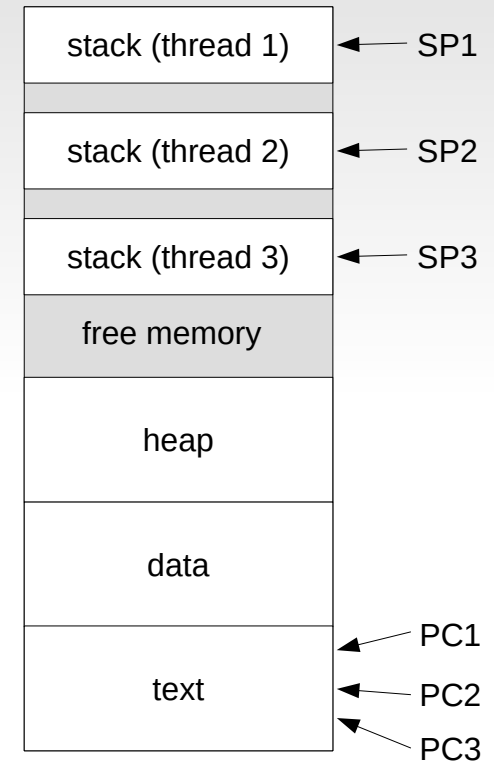 stack (thread 1)
SP1
stack (thread 2)
SP2
stack (thread 3)
SP3
free memory
heap
data
text
PC1
PC2
PC3